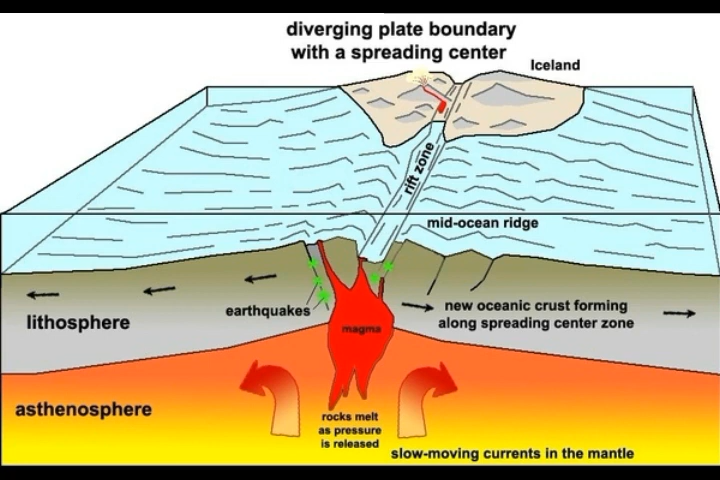 diverging plate boundary
with a spreading center
Iceland
rift zone
mid-ocean ridge
earthquakes
new oceanic crust forming
along spreading center zone
lithosphere
magma
asthenosphere
rocks melt
as pressure
is released
slow-moving currents in the mantle